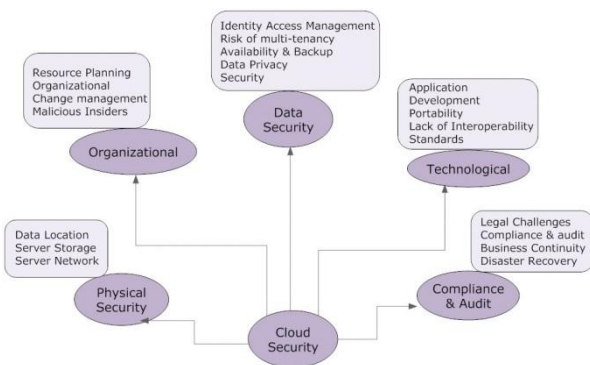 Identity Access Management
Risk of multi-tenancy
Availability & Backup
Data Privacy
Security
Data
Security
Resource Planning
Organizational
Change management
Malicious Insiders
Organizational
Application
Development
Portability
Lack of Interoperability
Standards
Technological
Data Location
Server Storage
Server Network
Physical
Security
Legal Challenges
Compliance & audit
Business Continuity
Disaster Recovery
Compliance
& Audit
Cloud
Security